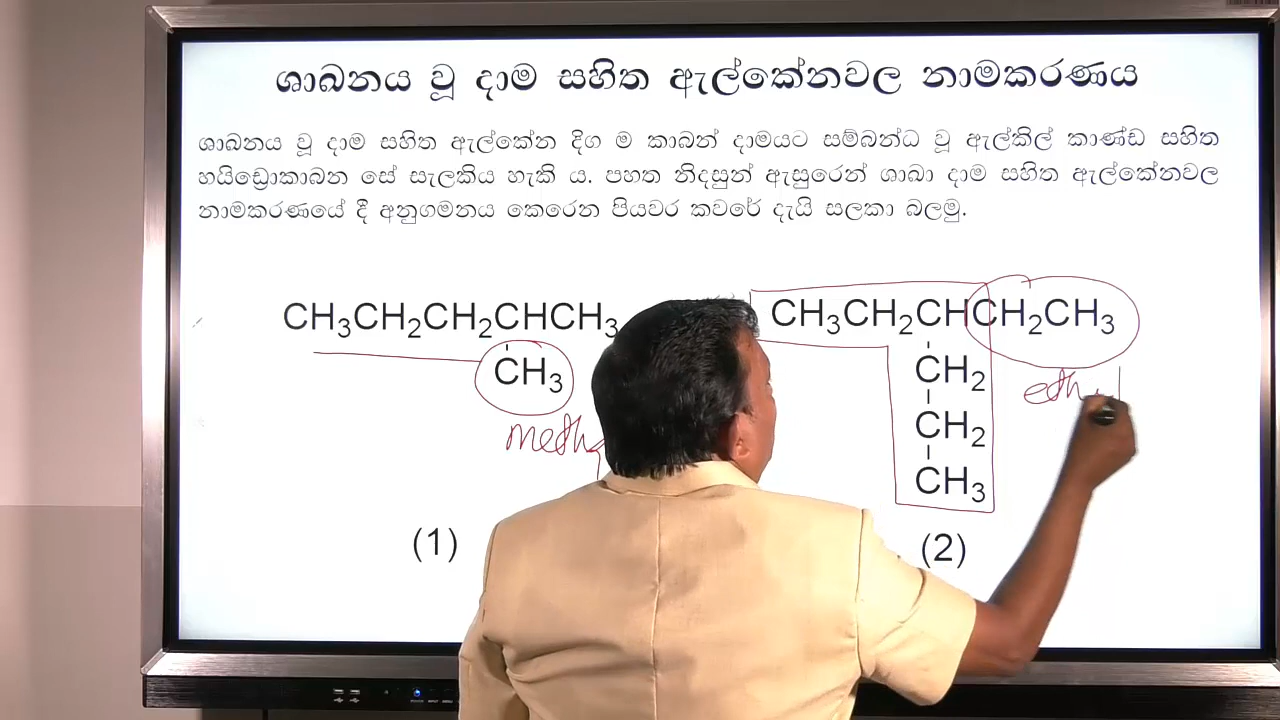 ශාඛනය වූ දාම සහිත ඇල්කේනවල නාමකරණය
ශාඛනය වූ දාම සහිත ඇල්කේන දිග ම කාබන් දාමයට සම්බන්ධ වූ ඇල්කිල් කාණ්ඩ සහිත
හයිඩ්‍රොකාබන සේ සැලකිය හැකි ය. පහත නිදසුන් ඇසුරෙන් ශාඛා දාම සහිත ඇල්කේනවල
නාමකරණයේ දී අනුගමනය කෙරෙන පියවර කවරේ දැයි සලකා බලමු.
CH₃CH₂CH₂CHCH₃
CH₃
(1)
CH₃CH₂CHCH₂CH₃
CH₂
CH₂
CH₃
(2)